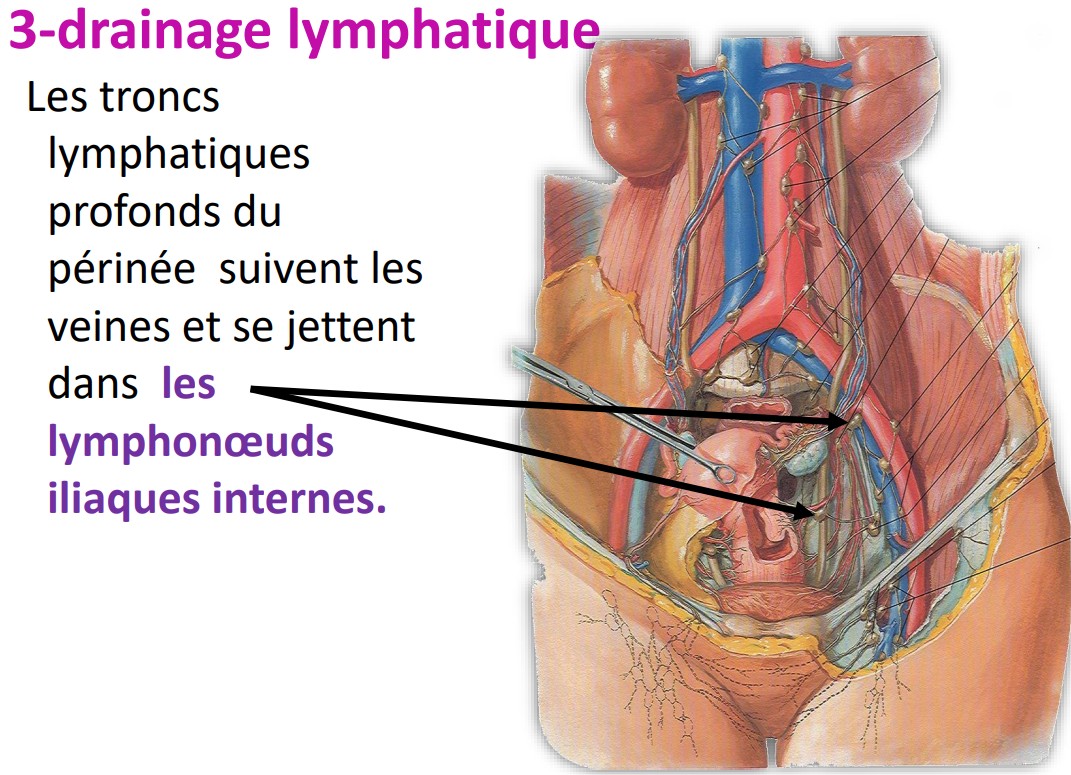 3-drainage lymphatique
Les troncs
lymphatiques
profonds du
périnée suivent les
veines et se jettent
dans les
lymphonœuds
iliaques internes.